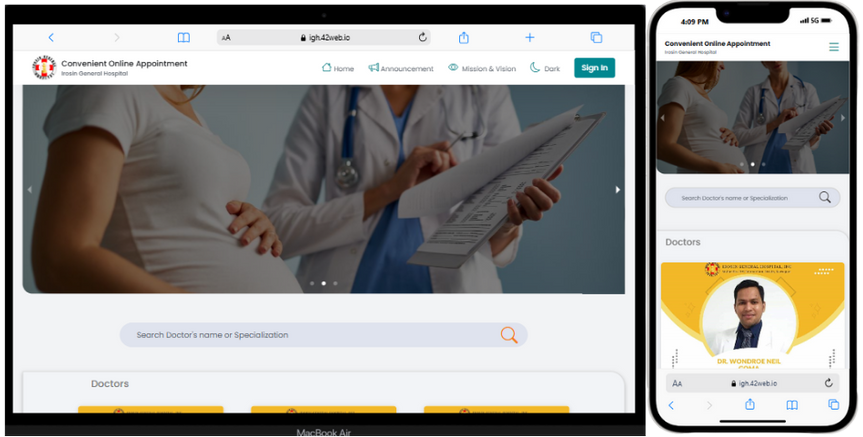 AA igh.42web.io
Convenient Online Appointment
Irosin General Hospital
Home Announcement Mission & Vision Dark Sign In
Search Doctor's name or Specialization
Doctors
MacBook Air
4:09 PM 5G
Convenient Online Appointment
Irosin General Hospital
Search Doctor's name or Specialization
Doctors
IROSIN GENERAL HOSPITAL, INC
DR. WONDROE NEIL
AA igh.42web.io